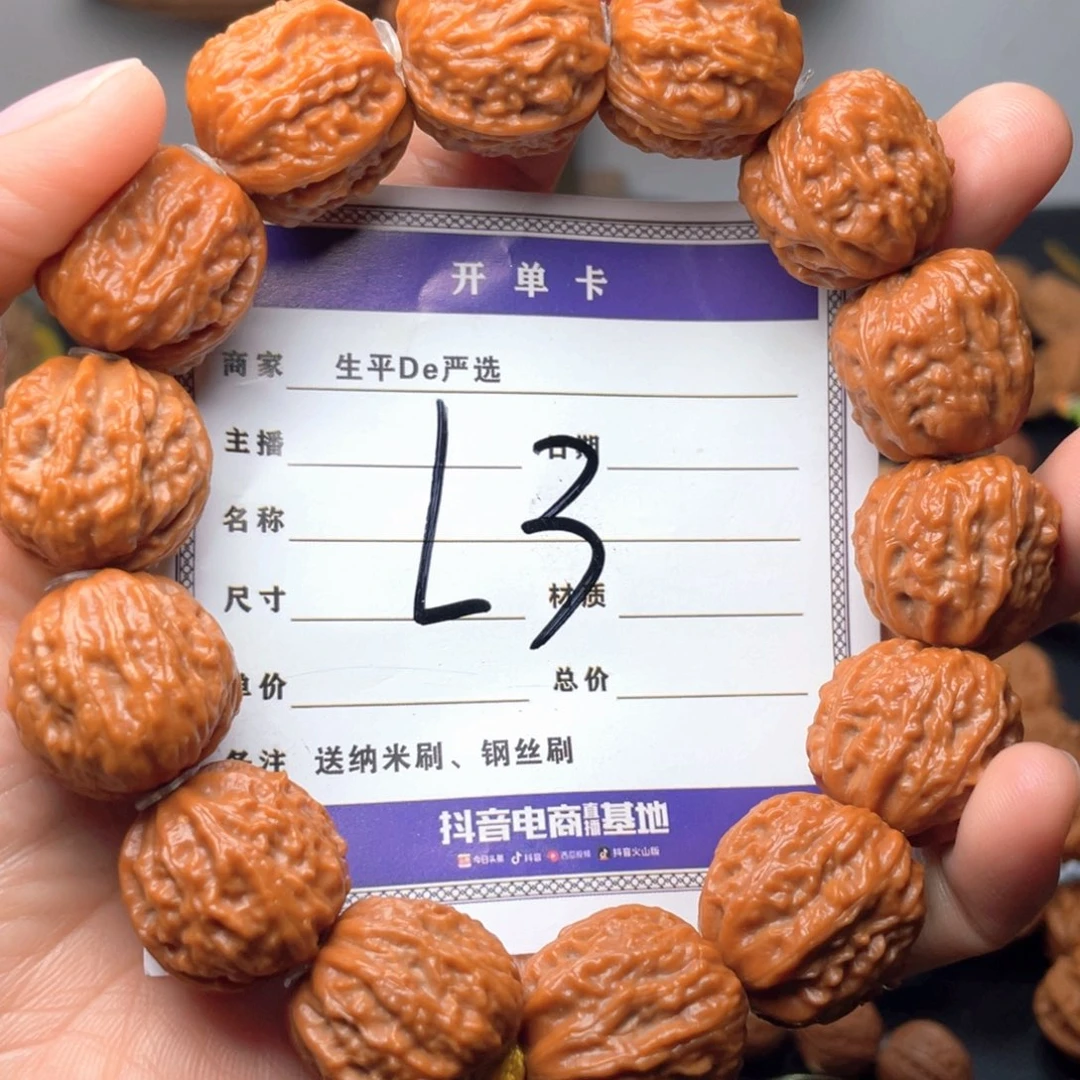 开单卡
商家 生平De严选
主播 日期
名称
L3
尺寸 材质
单价 总价
备注 送纳米刷、钢丝刷
抖音电商直播基地
今日头条 抖音 西瓜视频 抖音火山版